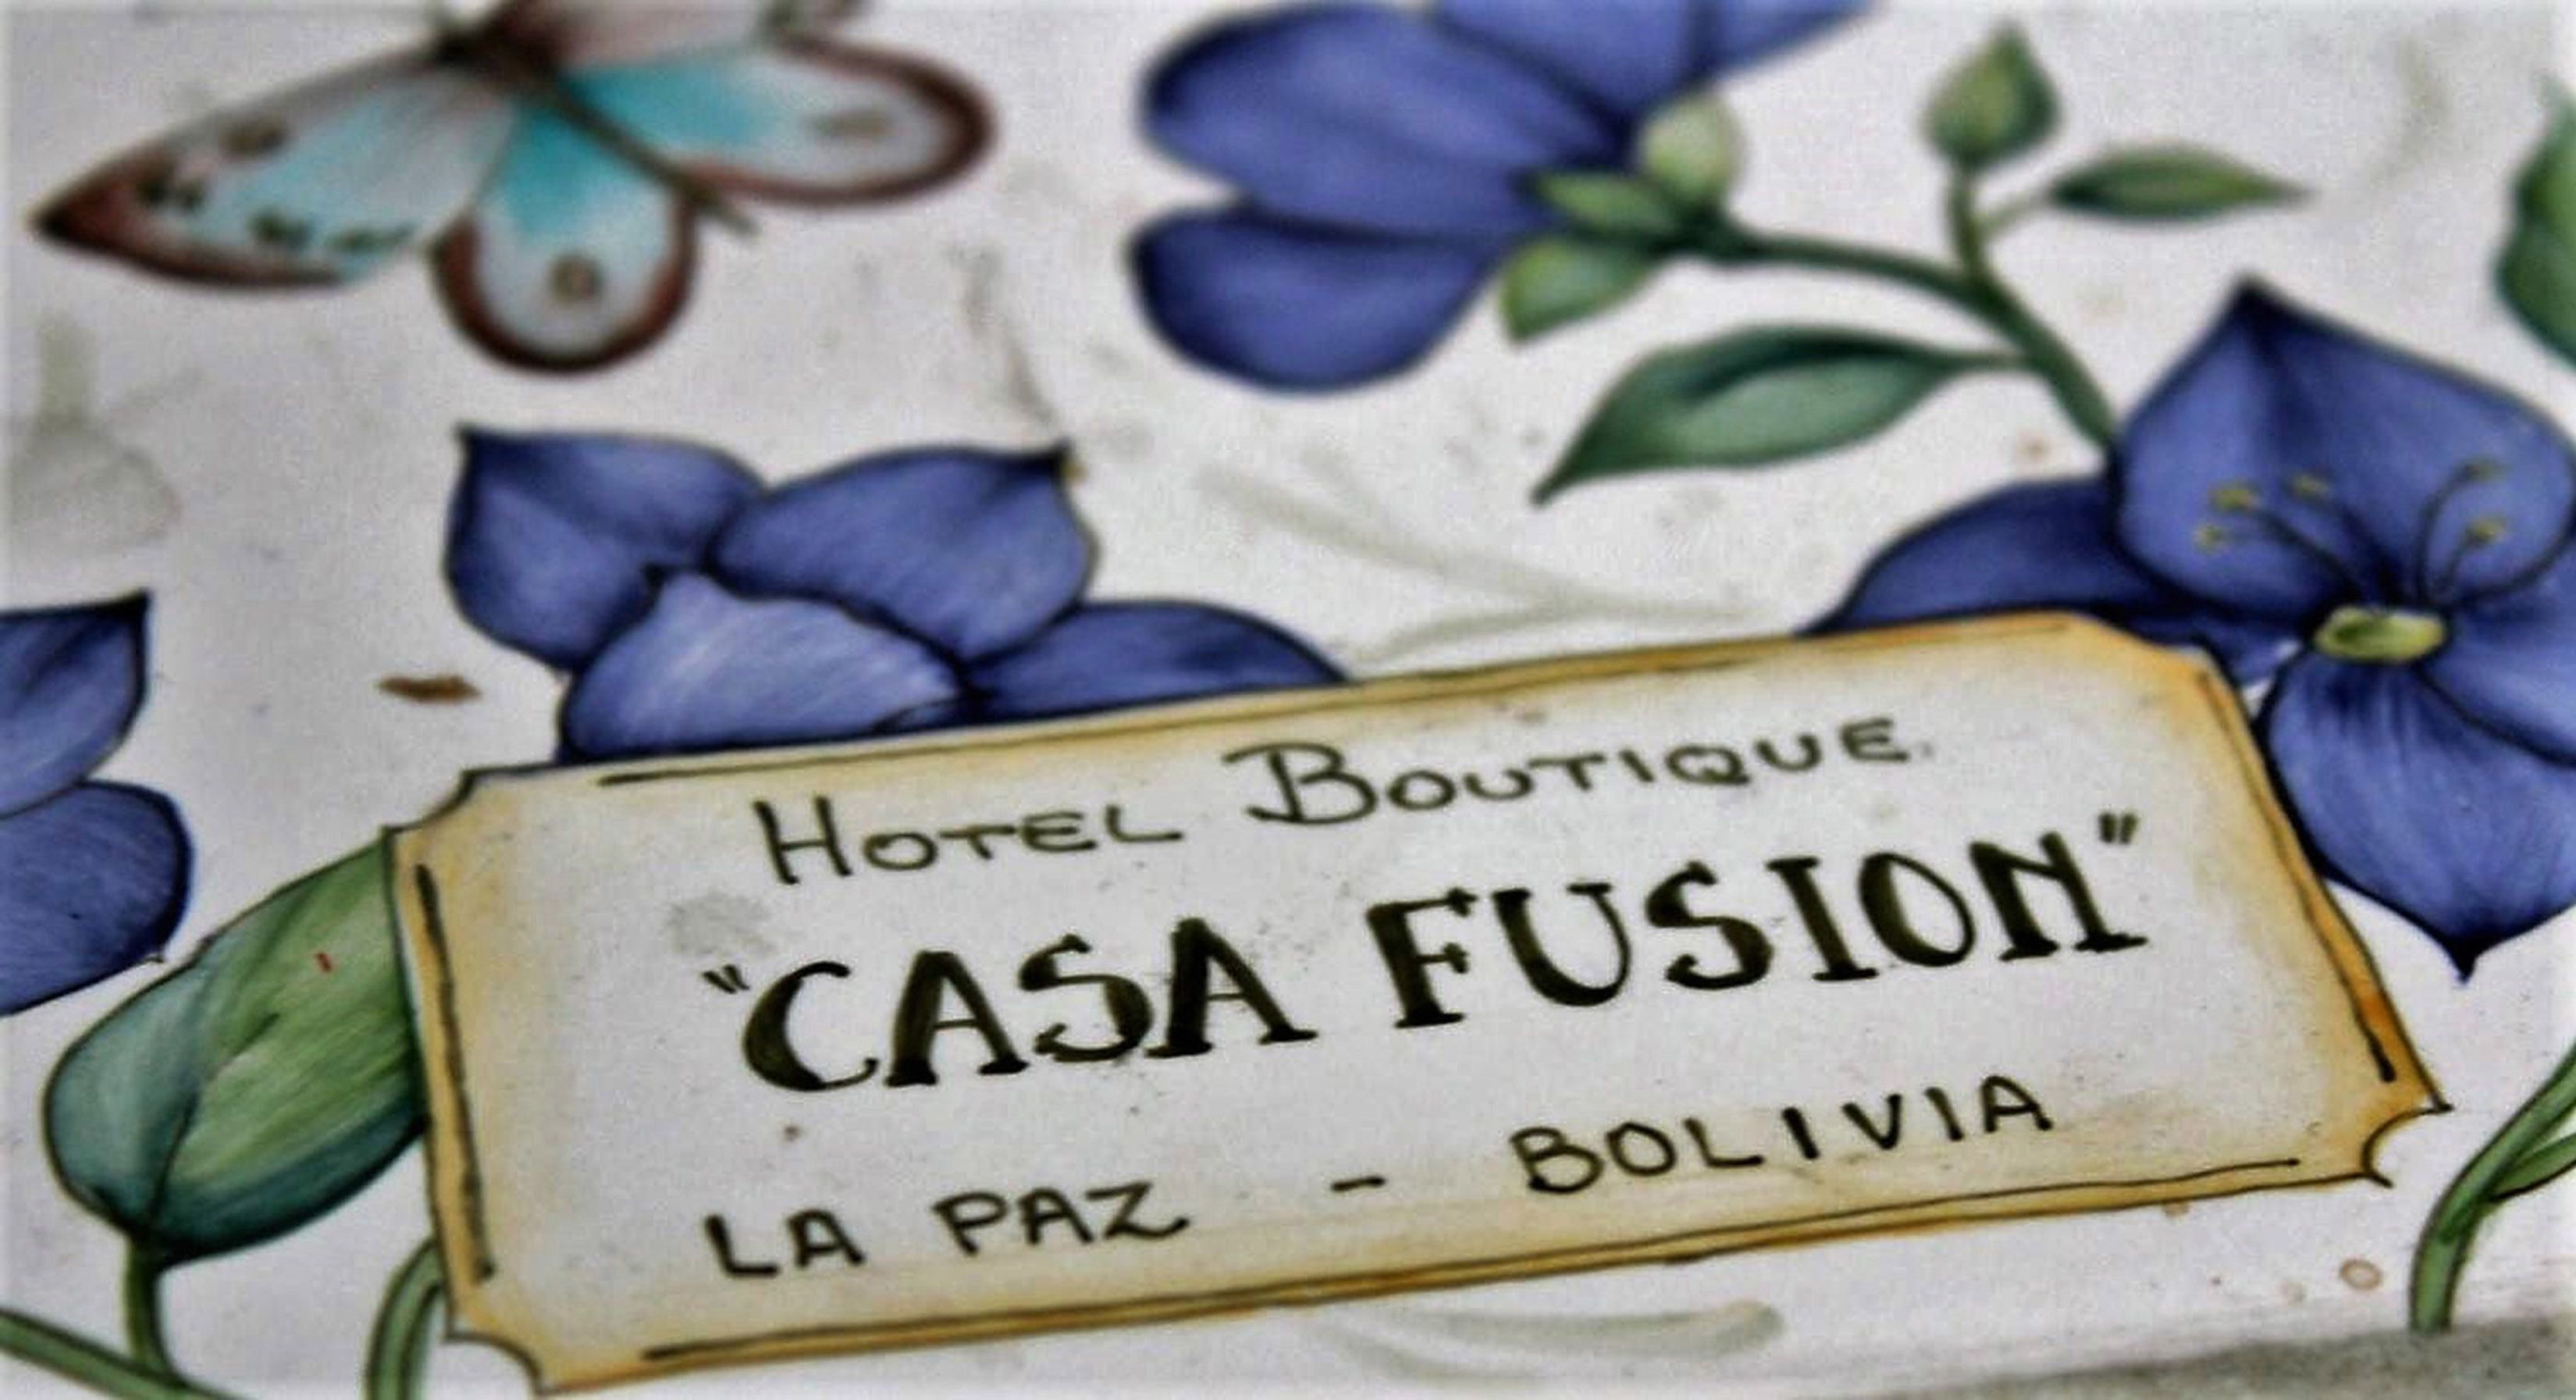 HOTEL BOUTIQUE.
"CASA FUSION"
LA PAZ - BOLIVIA